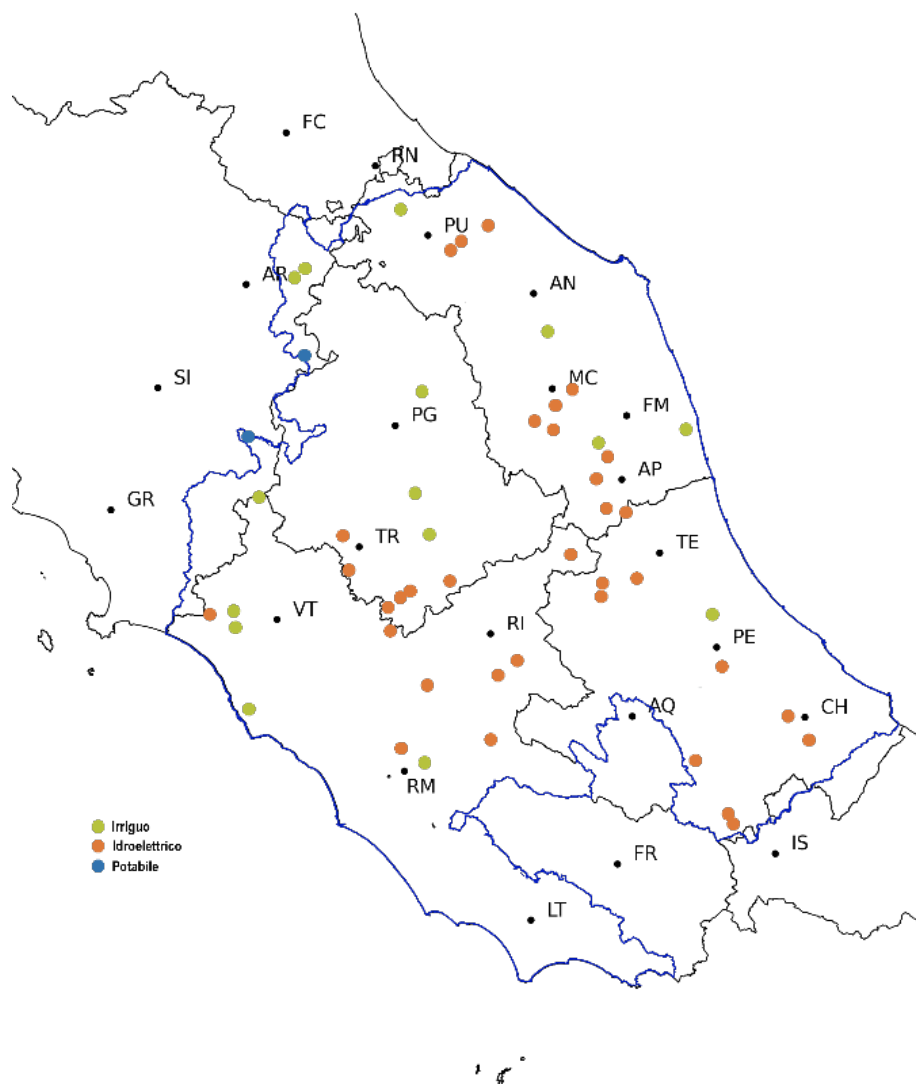 FC
RN
PU
AR
AN
SI
MC
FM
PG
AP
GR
TR
TE
VT
RI
PE
AQ
CH
RM
Irriguo
Idroelettrico
Potabile
FR
IS
LT